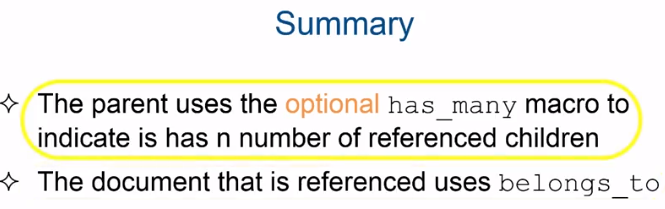 Summary
✧ The parent uses the optional has_many macro to
indicate is has n number of referenced children
✧ The document that is referenced uses belongs_to